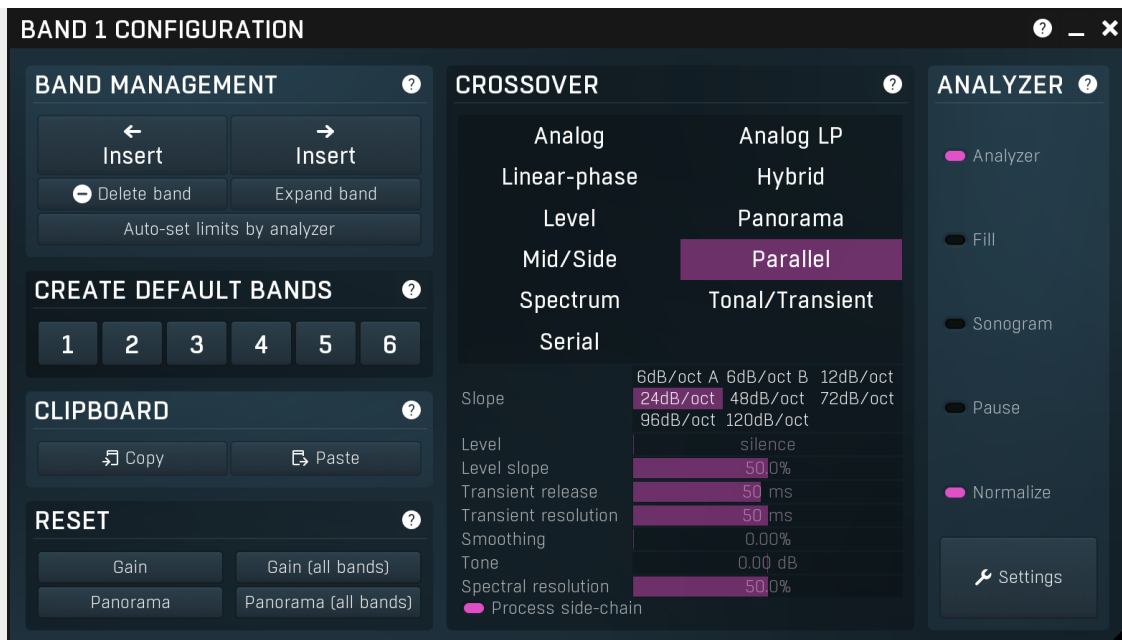 BAND 1 CONFIGURATION
BAND MANAGEMENT
Insert Insert
Delete band Expand band
Auto-set limits by analyzer
CREATE DEFAULT BANDS
1 2 3 4 5 6
CLIPBOARD
Copy Paste
RESET
Gain Gain (all bands)
Panorama Panorama (all bands)
CROSSOVER
Analog Analog LP
Linear-phase Hybrid
Level Panorama
Mid/Side Parallel
Spectrum Tonal/Transient
Serial
6dB/oct A 6dB/oct B 12dB/oct
Slope 24dB/oct 48dB/oct 72dB/oct
96dB/oct 120dB/oct
Level silence
Level slope 50.0%
Transient release 50 ms
Transient resolution 50 ms
Smoothing 0.00%
Tone 0.00 dB
Spectral resolution 50.0%
Process side-chain
ANALYZER
Analyzer
Fill
Sonogram
Pause
Normalize
Settings